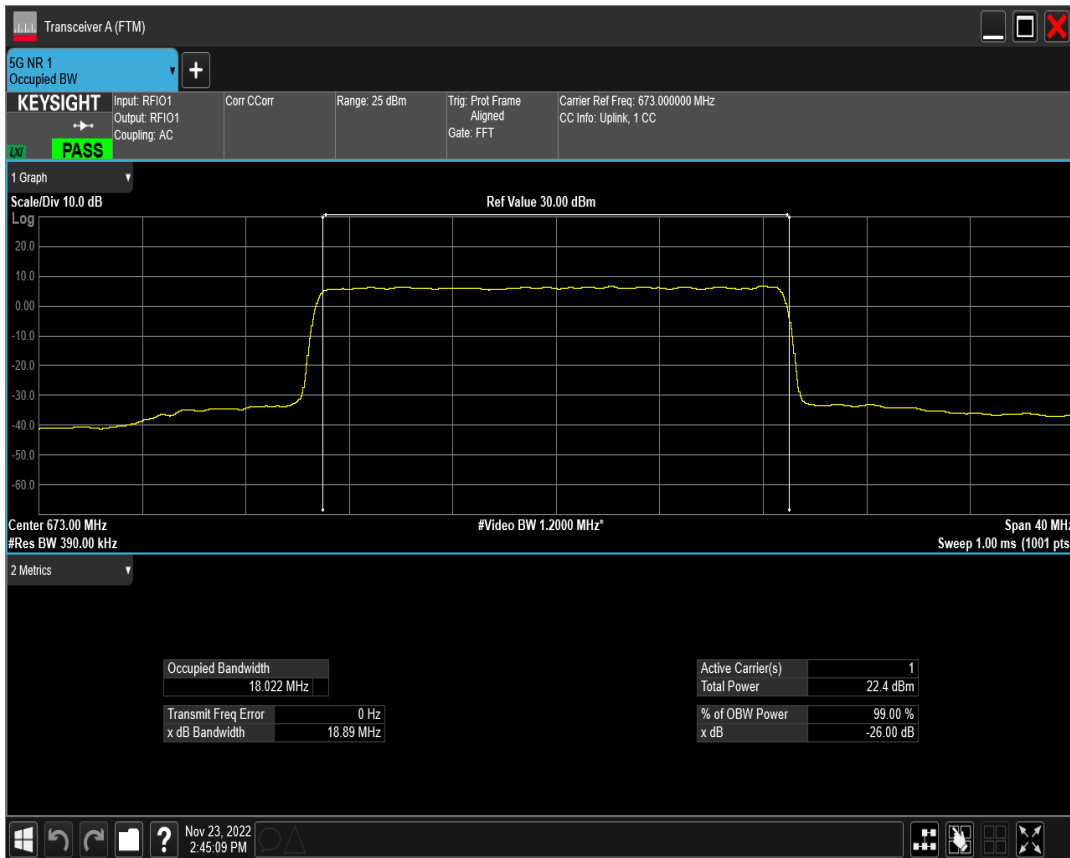 Transceiver A (FTM)
5G NR 1
Occupied BW
+
KEYSIGHT
LXI
PASS
Input: RFIO1
Output: RFIO1
Coupling: AC
Corr CCorr
Range: 25 dBm
Trig: Prot Frame
Aligned
Gate: FFT
Carrier Ref Freq: 673.000000 MHz
CC Info: Uplink, 1 CC
1 Graph
Scale/Div 10.0 dB
Ref Value 30.00 dBm
Log
20.0
10.0
0.00
-10.0
-20.0
-30.0
-40.0
-50.0
-60.0
Center 673.00 MHz
#Video BW 1.2000 MHz*
Span 40 MHz
#Res BW 390.00 kHz
Sweep 1.00 ms (1001 pts
2 Metrics
Occupied Bandwidth
18.022 MHz
Transmit Freq Error 0 Hz
x dB Bandwidth 18.89 MHz
Active Carrier(s) 1
Total Power 22.4 dBm
% of OBW Power 99.00 %
x dB -26.00 dB
?
Nov 23, 2022
2:45:09 PM